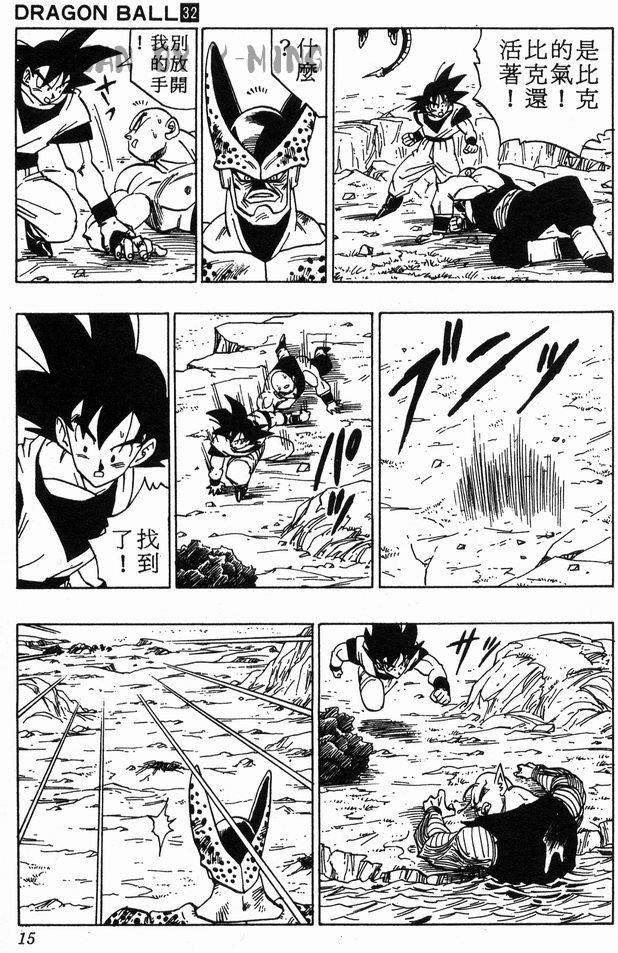 DRAGON BALL 32
是比克
的氣！
比克還
活著！
什麼
？
別放開
我的手
！
ブンッ
パッ
找到
了！
バッ
15